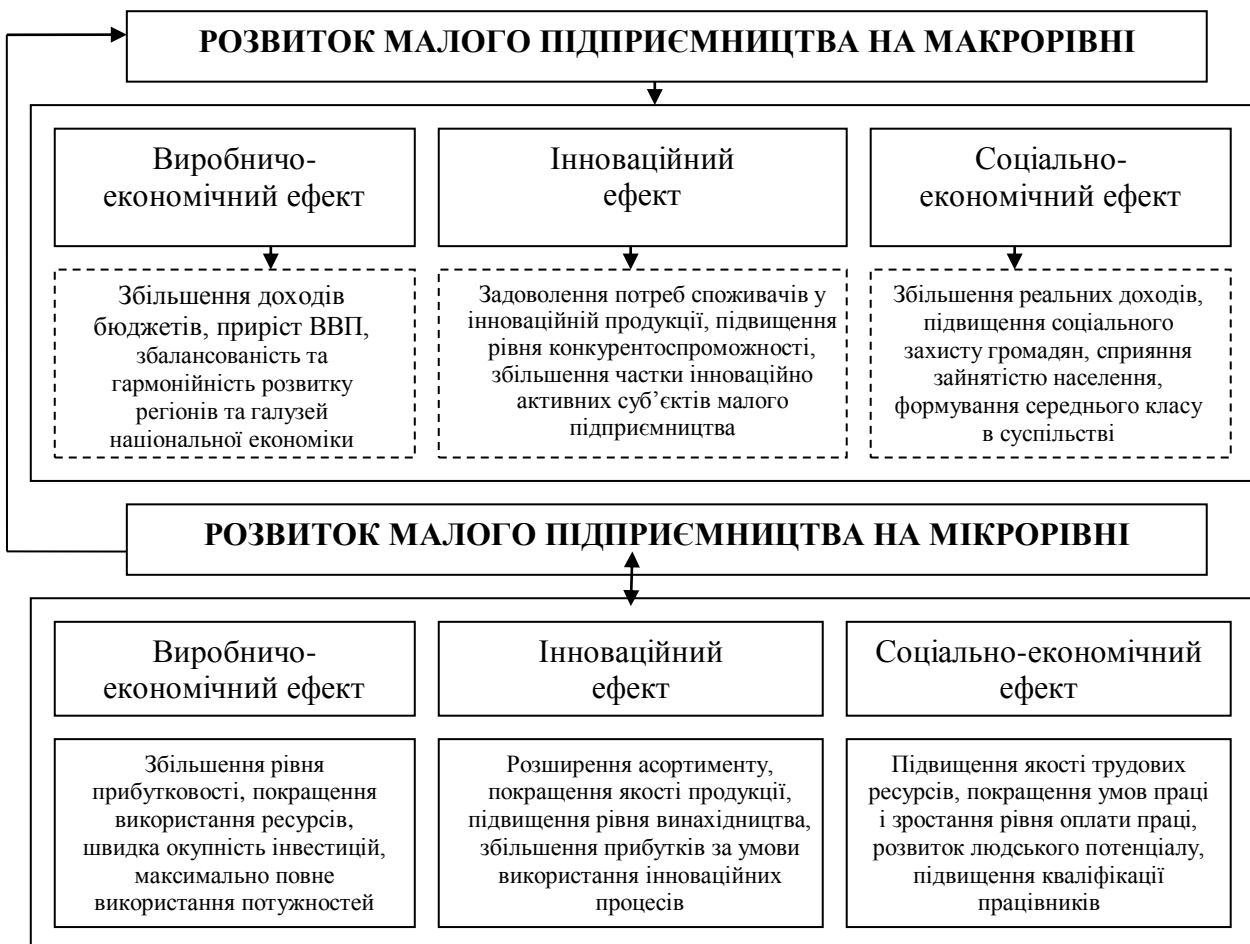 РОЗВИТОК МАЛОГО ПІДПРИЄМНИЦТВА НА МАКРОРІВНІ
Виробничо-
економічний ефект
Інноваційний
ефект
Соціально-
економічний ефект
Збільшення доходів
бюджетів, приріст ВВП,
збалансованість та
гармонійність розвитку
регіонів та галузей
національної економіки
Задоволення потреб споживачів у
інноваційній продукції, підвищення
рівня конкурентоспроможності,
збільшення частки інноваційно
активних суб’єктів малого
підприємництва
Збільшення реальних доходів,
підвищення соціального
захисту громадян, сприяння
зайнятістю населення,
формування середнього класу
в суспільстві
РОЗВИТОК МАЛОГО ПІДПРИЄМНИЦТВА НА МІКРОРІВНІ
Виробничо-
економічний ефект
Інноваційний
ефект
Соціально-економічний
ефект
Збільшення рівня
прибутковості, покращення
використання ресурсів,
швидка окупність інвестицій,
максимально повне
використання потужностей
Розширення асортименту,
покращення якості продукції,
підвищення рівня винахідництва,
збільшення прибутків за умови
використання інноваційних
процесів
Підвищення якості трудових
ресурсів, покращення умов праці
і зростання рівня оплати праці,
розвиток людського потенціалу,
підвищення кваліфікації
працівників